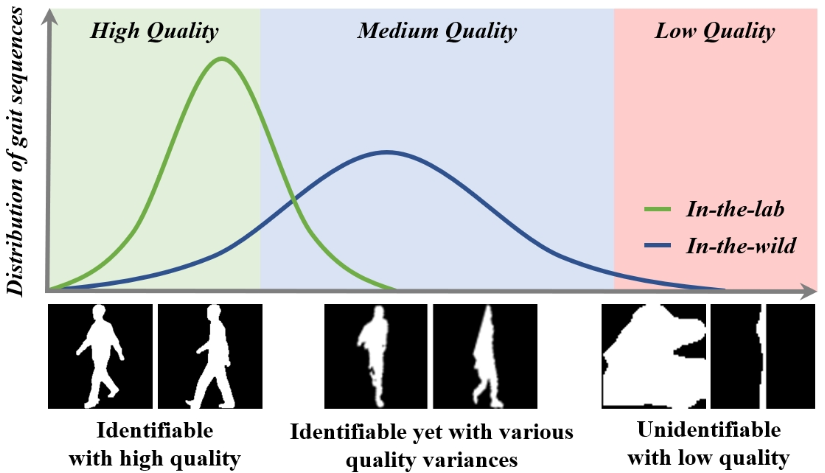 High Quality
Medium Quality
Low Quality
Distribution of gait sequences
In-the-lab
In-the-wild
Identifiable
with high quality
Identifiable yet with various
quality variances
Unidentifiable
with low quality